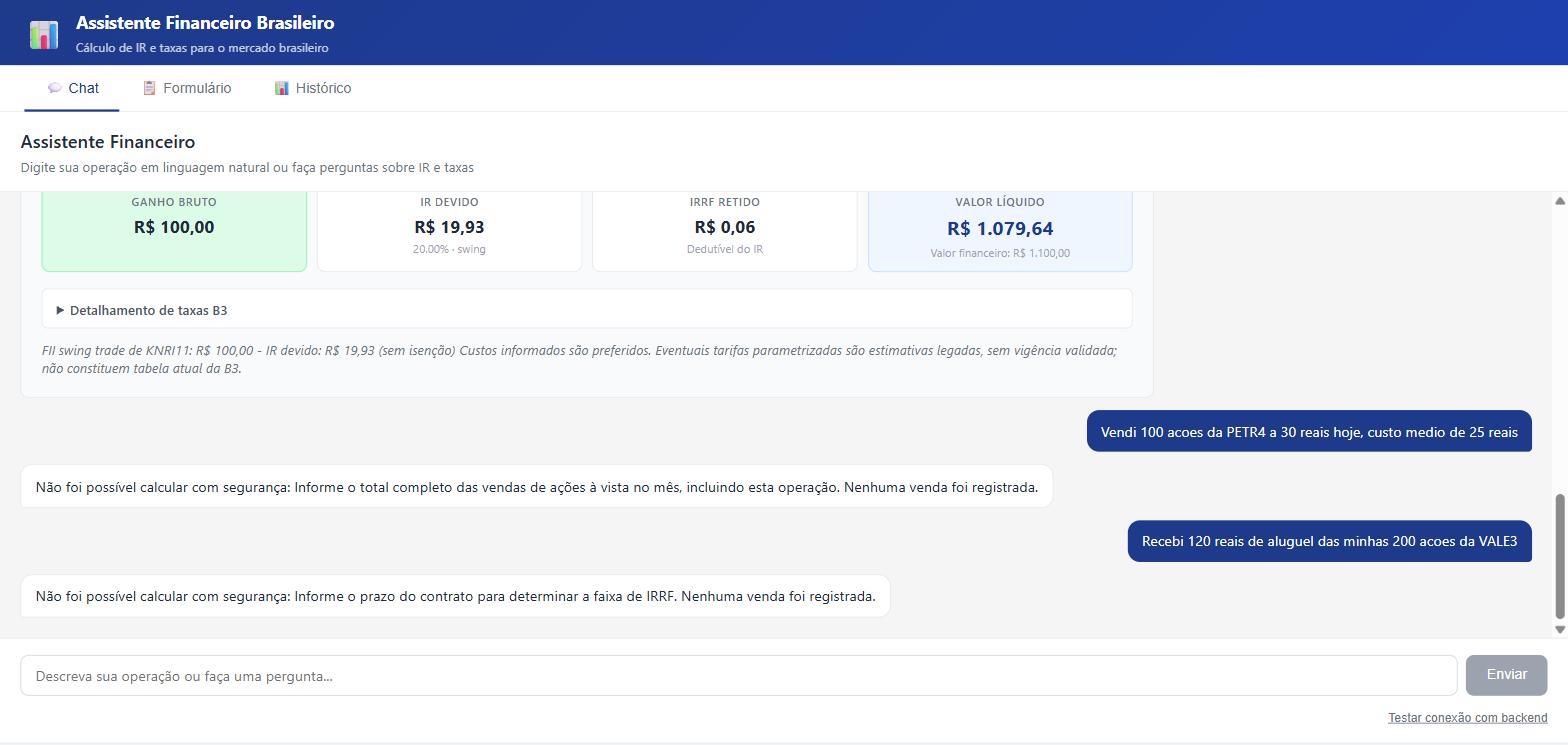 Assistente Financeiro Brasileiro
Cálculo de IR e taxas para o mercado brasileiro
Chat
Formulário
Histórico
Assistente Financeiro
Digite sua operação em linguagem natural ou faça perguntas sobre IR e taxas
GANHO BRUTO
R$ 100,00
IR DEVIDO
R$ 19,93
20.00% · swing
IRRF RETIDO
R$ 0,06
Dedutível do IR
VALOR LÍQUIDO
R$ 1.079,64
Valor financeiro: R$ 1.100,00
▶ Detalhamento de taxas B3
FII swing trade de KNRI11: R$ 100,00 - IR devido: R$ 19,93 (sem isenção) Custos informados são preferidos. Eventuais tarifas parametrizadas são estimativas legadas, sem vigência validada;
não constituem tabela atual da B3.
Vendi 100 acoes da PETR4 a 30 reais hoje, custo medio de 25 reais
Não foi possível calcular com segurança: Informe o total completo das vendas de ações à vista no mês, incluindo esta operação. Nenhuma venda foi registrada.
Recebi 120 reais de aluguel das minhas 200 acoes da VALE3
Não foi possível calcular com segurança: Informe o prazo do contrato para determinar a faixa de IRRF. Nenhuma venda foi registrada.
Descreva sua operação ou faça uma pergunta...
Enviar
Testar conexão com backend